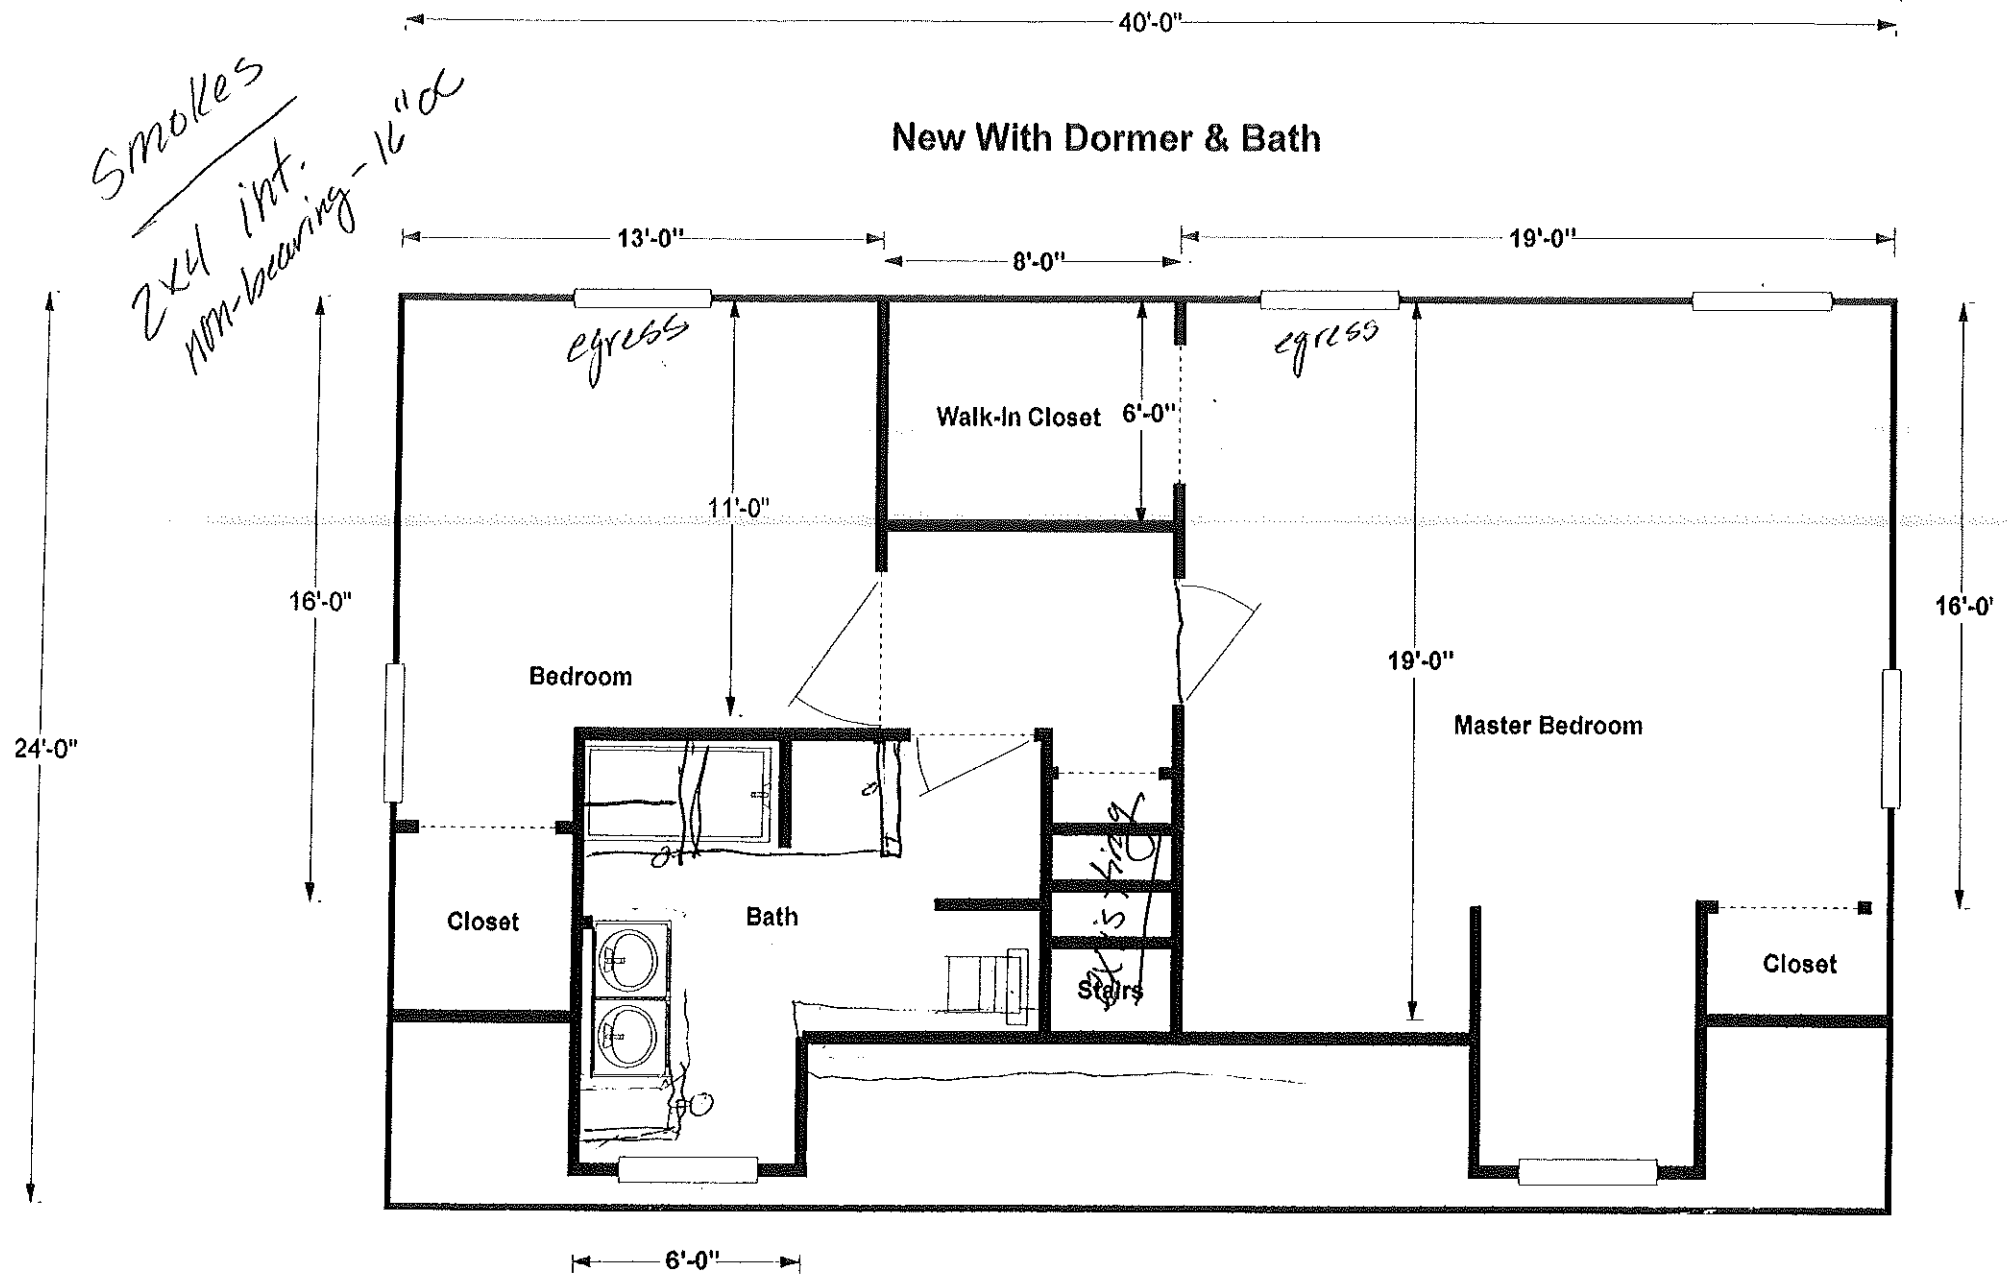 40'-0"
Smokes
2x4 int.
non-bearing - 16" oc
New With Dormer & Bath
13'-0"
8'-0"
19'-0"
egress
egress
Walk-In Closet
6'-0"
11'-0"
16'-0"
16'-0'
19'-0"
Bedroom
Master Bedroom
24'-0"
existing
Closet
Bath
Closet
Stairs
6'-0"